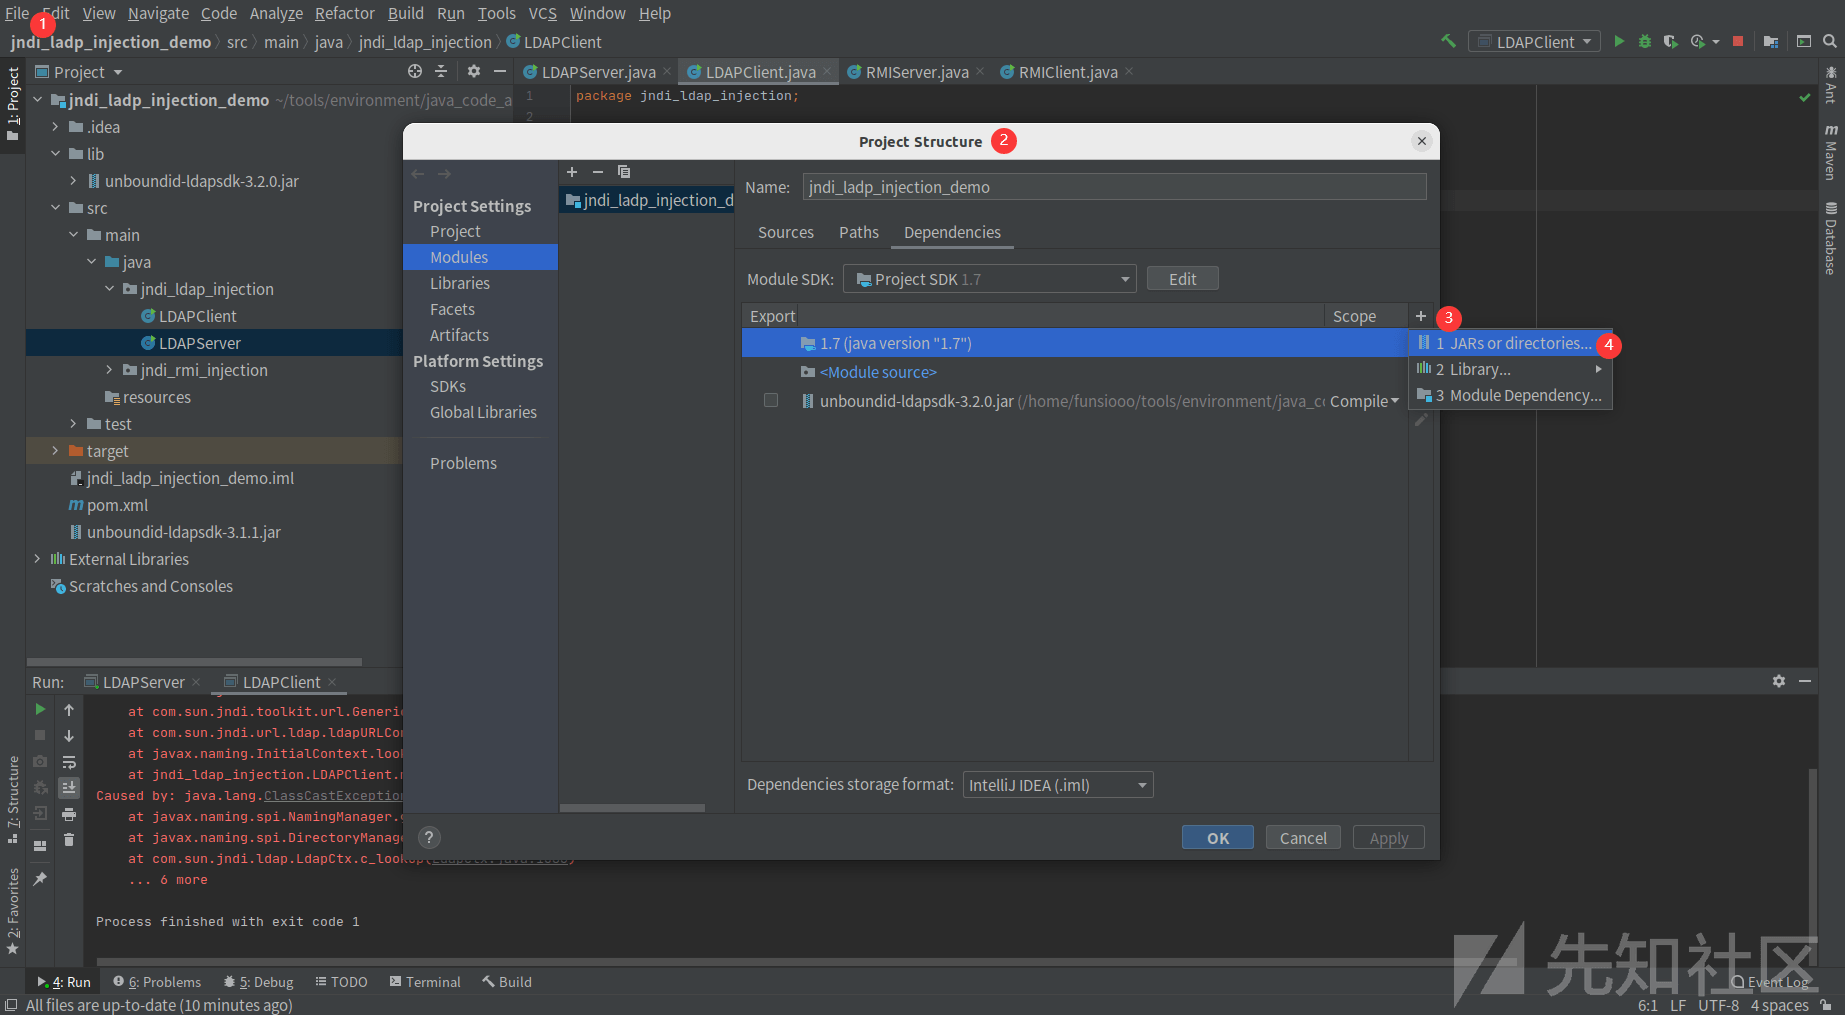 File Edit View Navigate Code Analyze Refactor Build Run Tools VCS Window Help
1
jndi_ladp_injection_demo src main java jndi_ldap_injection LDAPClient
LDAPClient
Project
LDAPServer.java LDAPClient.java RMIServer.java RMIClient.java
1: Project
jndi_ladp_injection_demo ~/tools/environment/java_code_a
.idea
lib
unboundid-ldapsdk-3.2.0.jar
src
main
java
jndi_ldap_injection
LDAPClient
LDAPServer
jndi_rmi_injection
resources
test
target
jndi_ladp_injection_demo.iml
pom.xml
unboundid-ldapsdk-3.1.1.jar
External Libraries
Scratches and Consoles
1 package jndi_ldap_injection;
2
Project Structure 2
Project Settings
Project
Modules
Libraries
Facets
Artifacts
Platform Settings
SDKs
Global Libraries
Problems
jndi_ladp_injection_d
Name: jndi_ladp_injection_demo
Sources Paths Dependencies
Module SDK: Project SDK 1.7 Edit
Export Scope + 3
1.7 (java version "1.7")
<Module source>
unboundid-ldapsdk-3.2.0.jar (/home/funsiooo/tools/environment/java_co Compile
1 JARs or directories... 4
2 Library...
3 Module Dependency...
Dependencies storage format: IntelliJ IDEA (.iml)
? OK Cancel Apply
Ant
Maven
Database
Run: LDAPServer LDAPClient
at com.sun.jndi.toolkit.url.Generic
at com.sun.jndi.url.ldap.ldapURLCon
at javax.naming.InitialContext.look
at jndi_ldap_injection.LDAPClient.m
Caused by: java.lang.ClassCastException
at javax.naming.spi.NamingManager.g
at javax.naming.spi.DirectoryManage
at com.sun.jndi.ldap.LdapCtx.c_lookup(
... 6 more
Process finished with exit code 1
7: Structure
2: Favorites
4: Run 6: Problems 5: Debug TODO Terminal Build
Event Log
All files are up-to-date (10 minutes ago)
6:1 LF UTF-8 4 spaces
先知社区